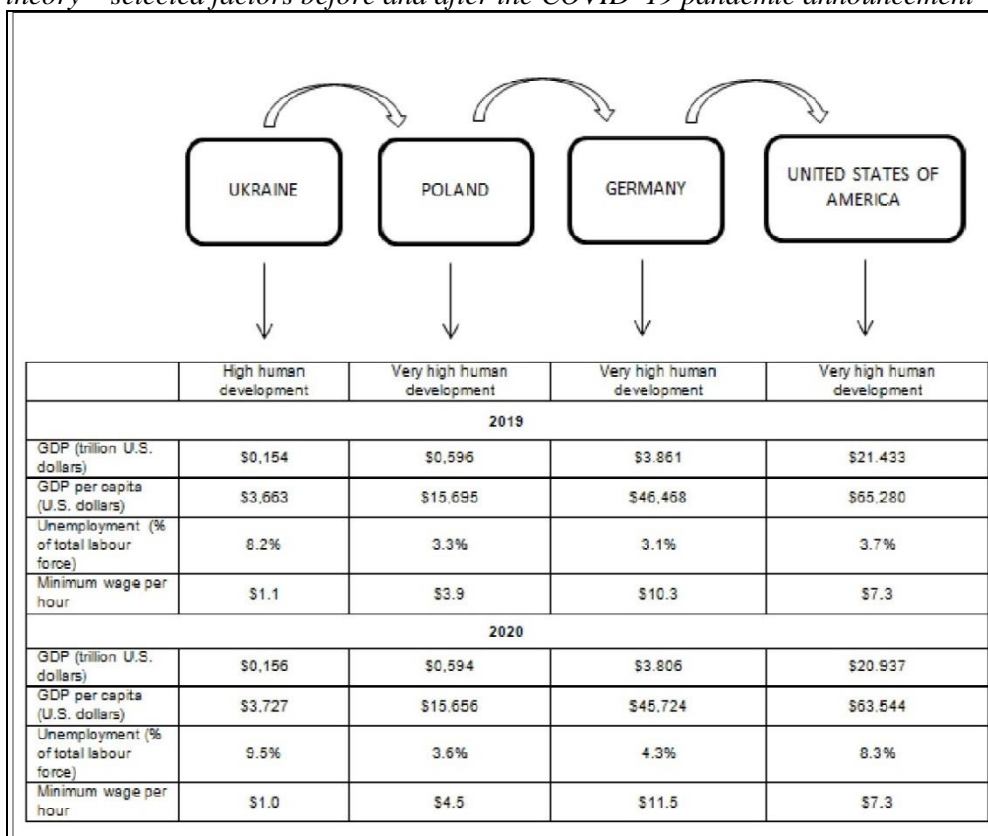 theory – selected factors before and after the COVID-19 pandemic announcement
UKRAINE
POLAND
GERMANY
UNITED STATES OF
AMERICA
High human
development
Very high human
development
Very high human
development
Very high human
development
2019
GDP (trillion U.S.
dollars)
$0,154
$0,596
$3.861
$21.433
GDP per capita
(U.S. dollars)
$3,663
$15,695
$46,468
$65,280
Unemployment (%
of total labour
force)
8.2%
3.3%
3.1%
3.7%
Minimum wage per
hour
$1.1
$3.9
$10.3
$7.3
2020
GDP (trillion U.S.
dollars)
$0,156
$0,594
$3.806
$20.937
GDP per capita
(U.S. dollars)
$3,727
$15.656
$45,724
$63.544
Unemployment (%
of total labour
force)
9.5%
3.6%
4.3%
8.3%
Minimum wage per
hour
$1.0
$4.5
$11.5
$7.3